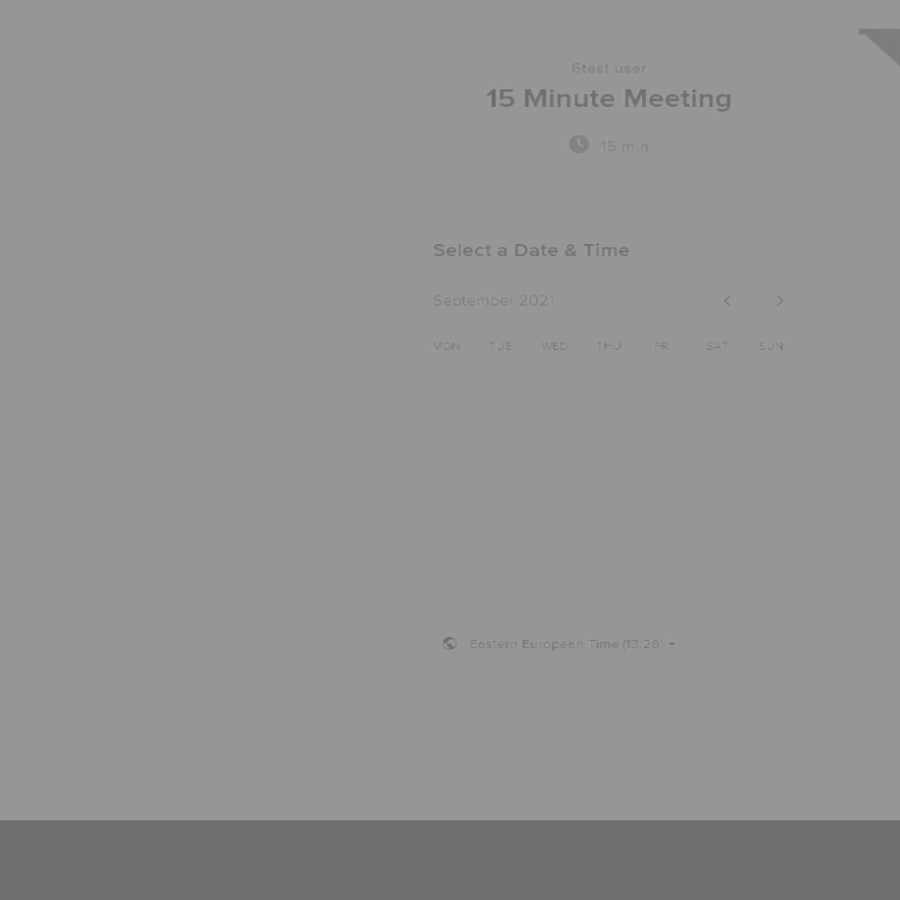 6test user
15 Minute Meeting
15 min
Select a Date & Time
September 2021
MON TUE WED THU FRI SAT SUN
Eastern European Time (13:26)